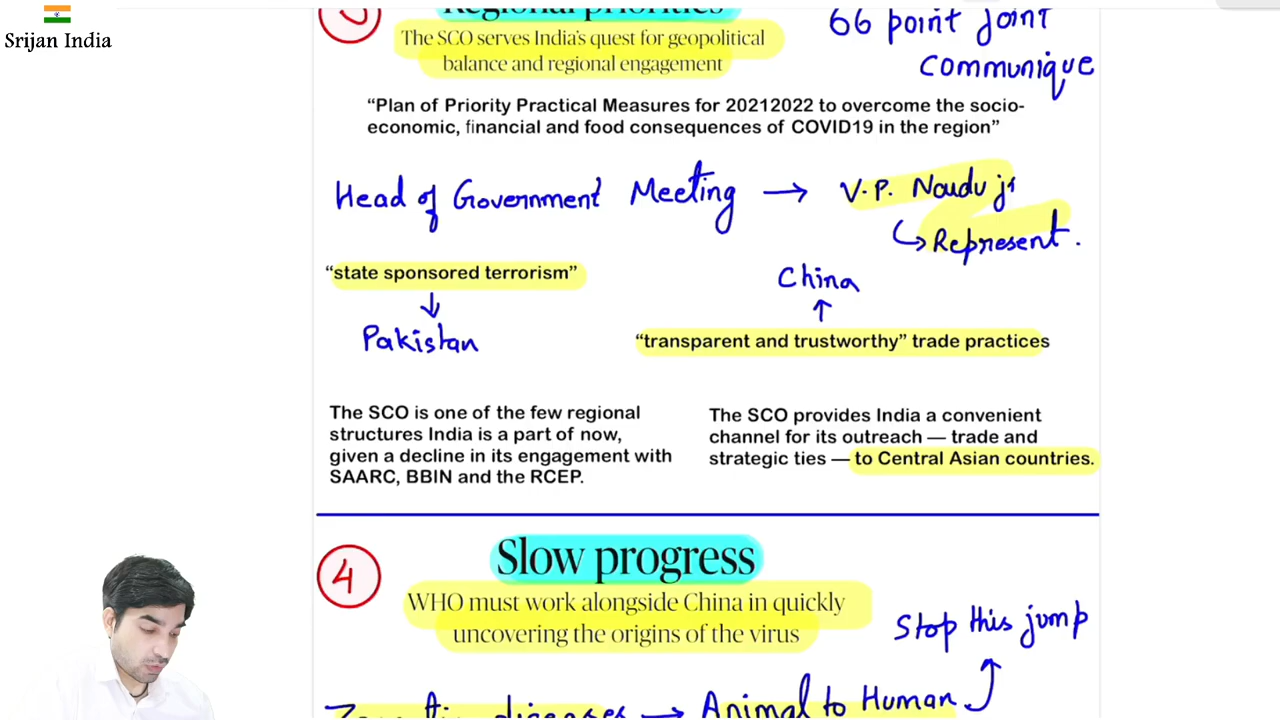 Srijan India
3
Regional priorities
The SCO serves India's quest for geopolitical
balance and regional engagement
66 point joint
communique
“Plan of Priority Practical Measures for 20212022 to overcome the socio-
economic, financial and food consequences of COVID19 in the region”
Head of Government Meeting → V.P. Naudu ji
↳ Represent.
“state sponsored terrorism”
↓
Pakistan
China
↑
“transparent and trustworthy” trade practices
The SCO is one of the few regional
structures India is a part of now,
given a decline in its engagement with
SAARC, BBIN and the RCEP.
The SCO provides India a convenient
channel for its outreach — trade and
strategic ties — to Central Asian countries.
4
Slow progress
WHO must work alongside China in quickly
uncovering the origins of the virus
Stop this jump
Zoonotic diseases → Animal to Human